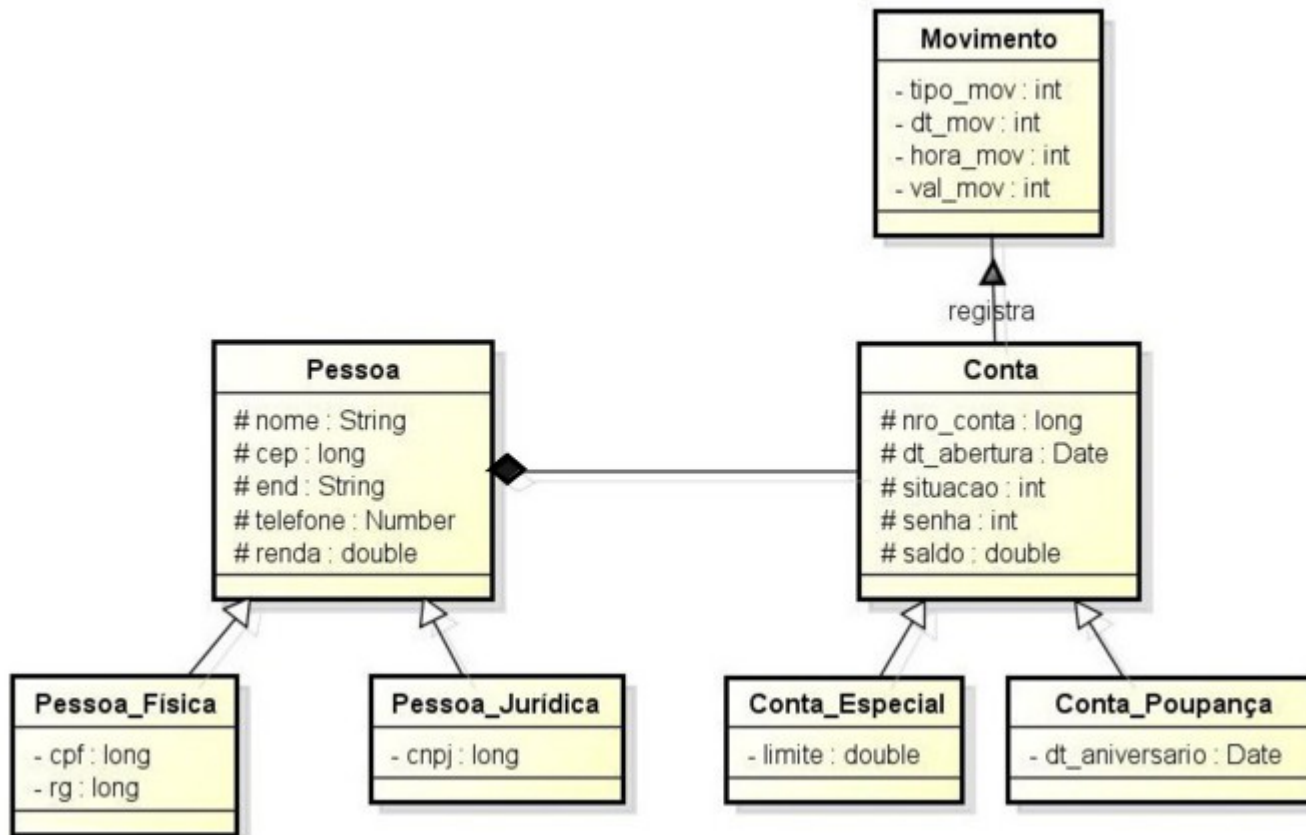 Movimento
- tipo_mov : int
- dt_mov : int
- hora_mov : int
- val_mov : int
registra
Pessoa
# nome : String
# cep : long
# end : String
# telefone : Number
# renda : double
Conta
# nro_conta : long
# dt_abertura : Date
# situacao : int
# senha : int
# saldo : double
Pessoa_Física
- cpf : long
- rg : long
Pessoa_Jurídica
- cnpj : long
Conta_Especial
- limite : double
Conta_Poupança
- dt_aniversario : Date